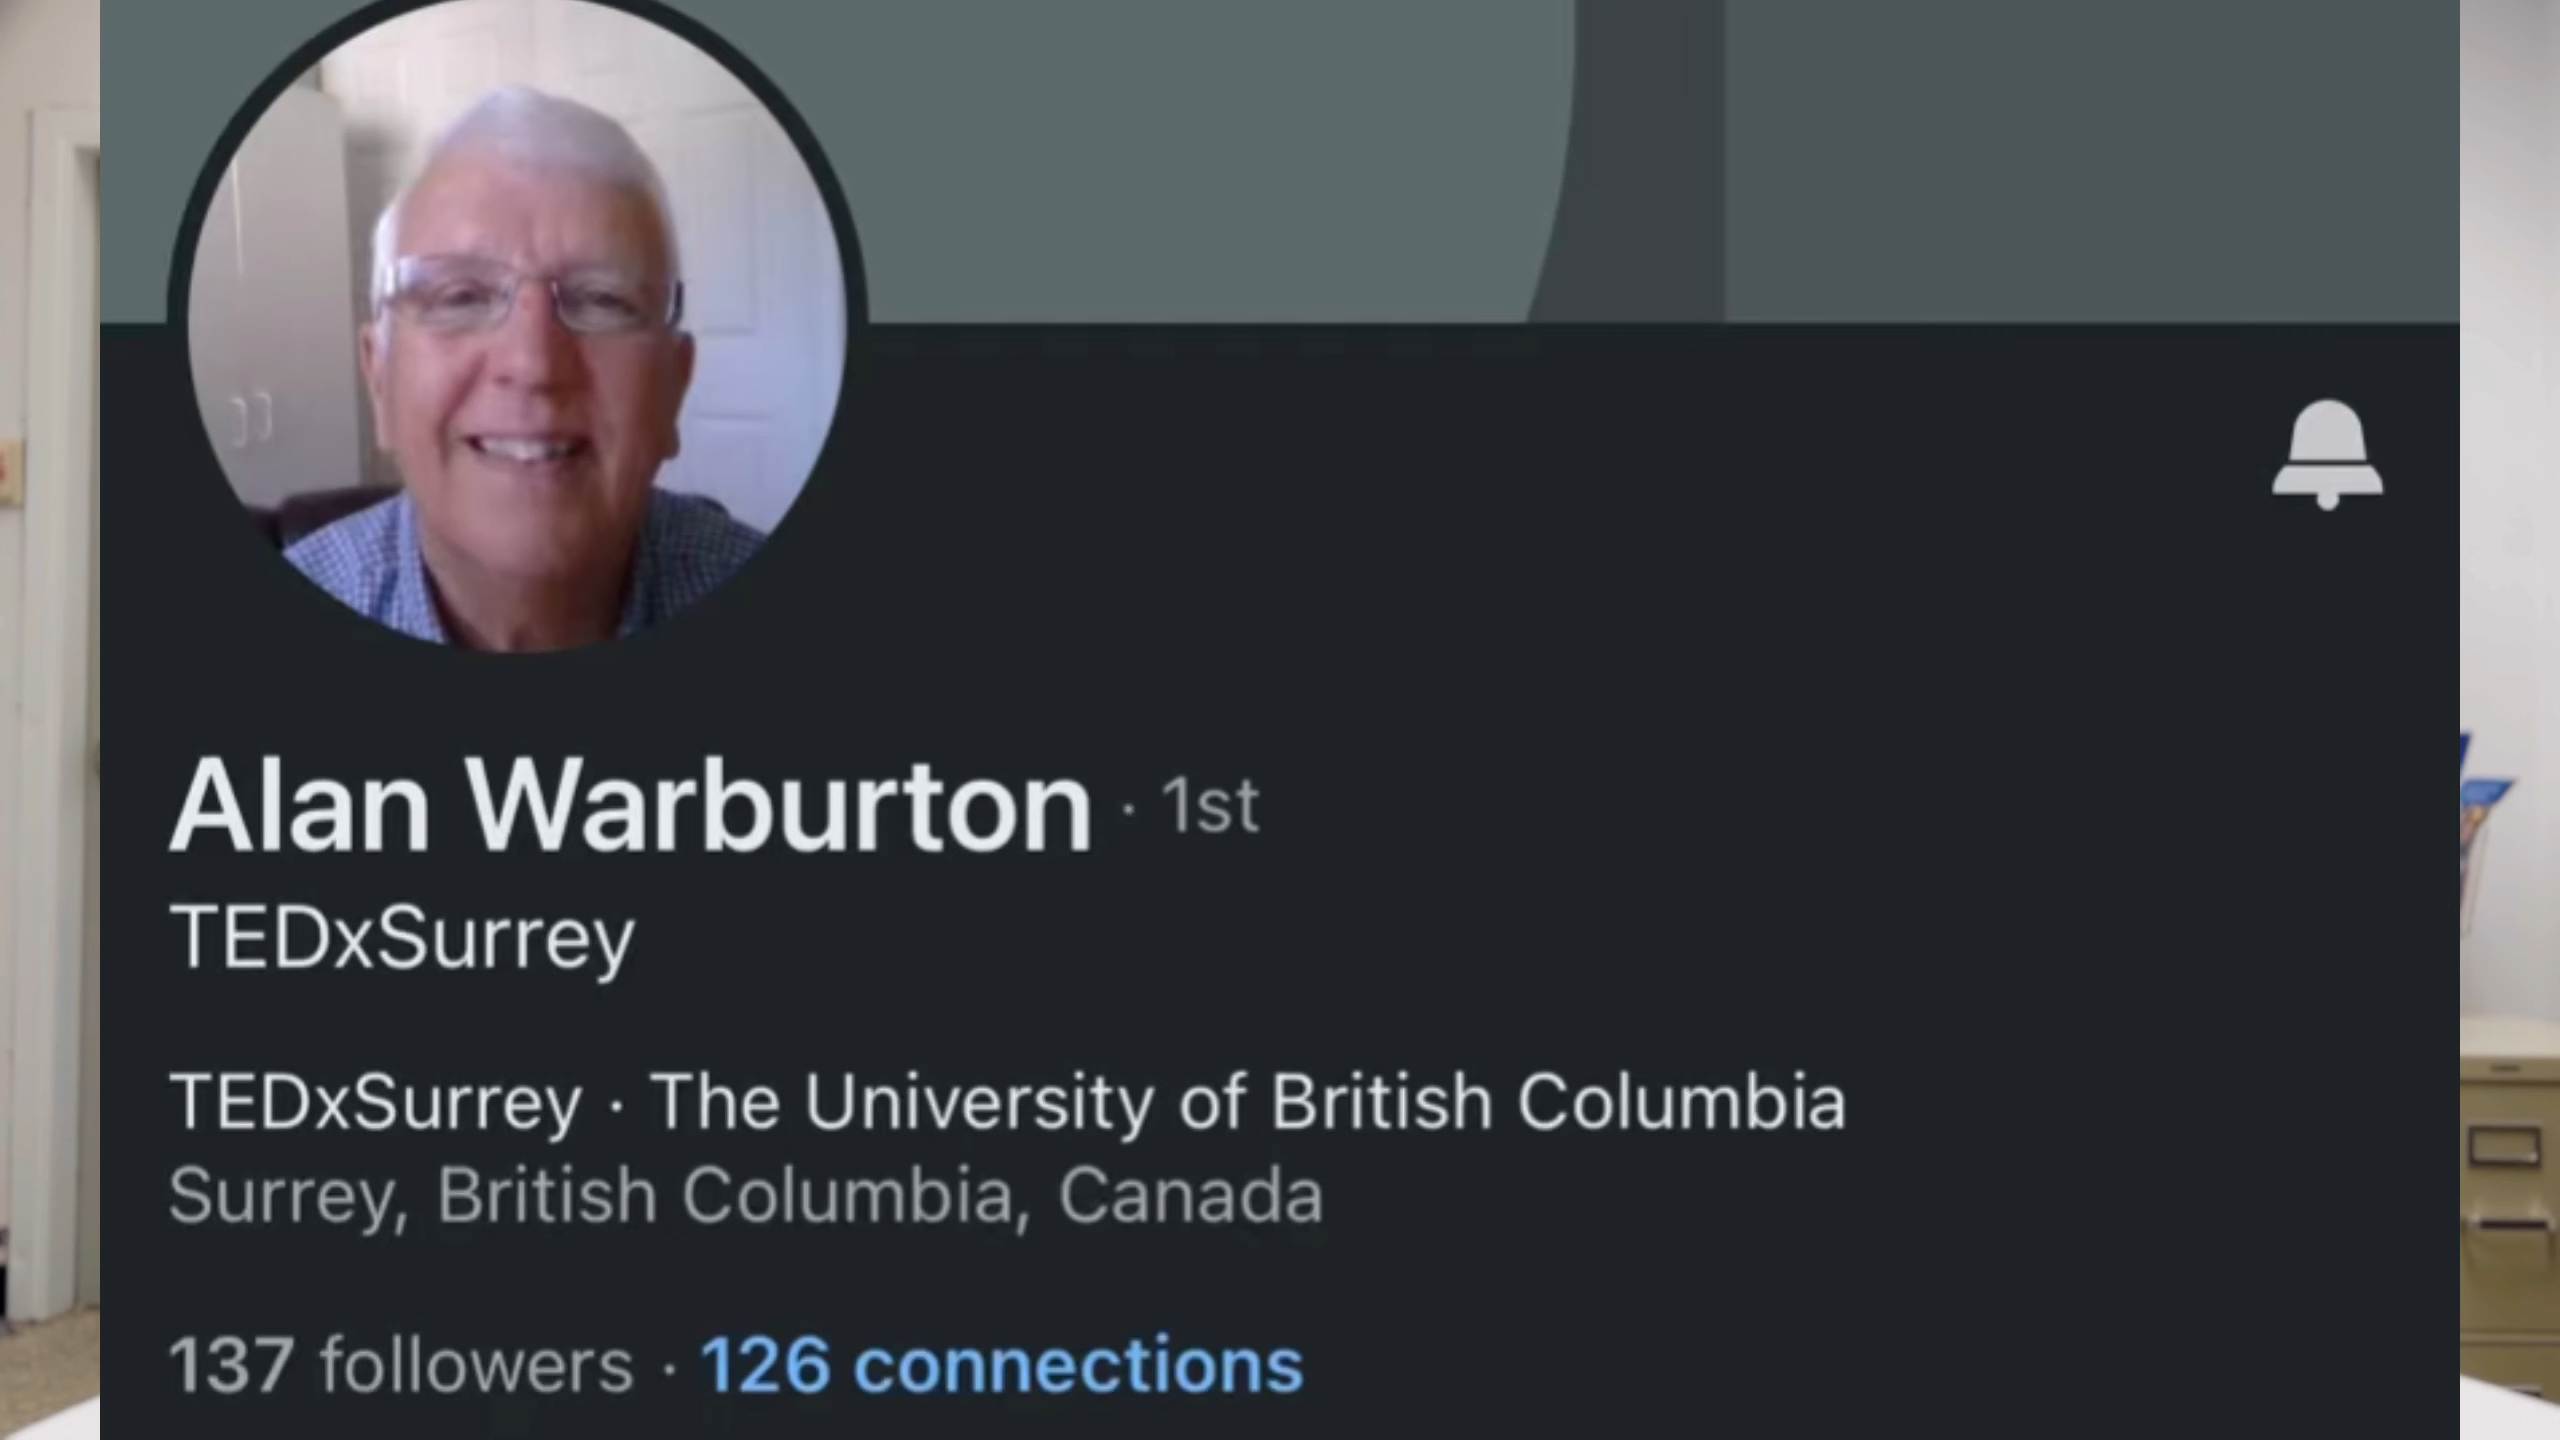 Alan Warburton · 1st
TEDxSurrey
TEDxSurrey · The University of British Columbia
Surrey, British Columbia, Canada
137 followers · 126 connections